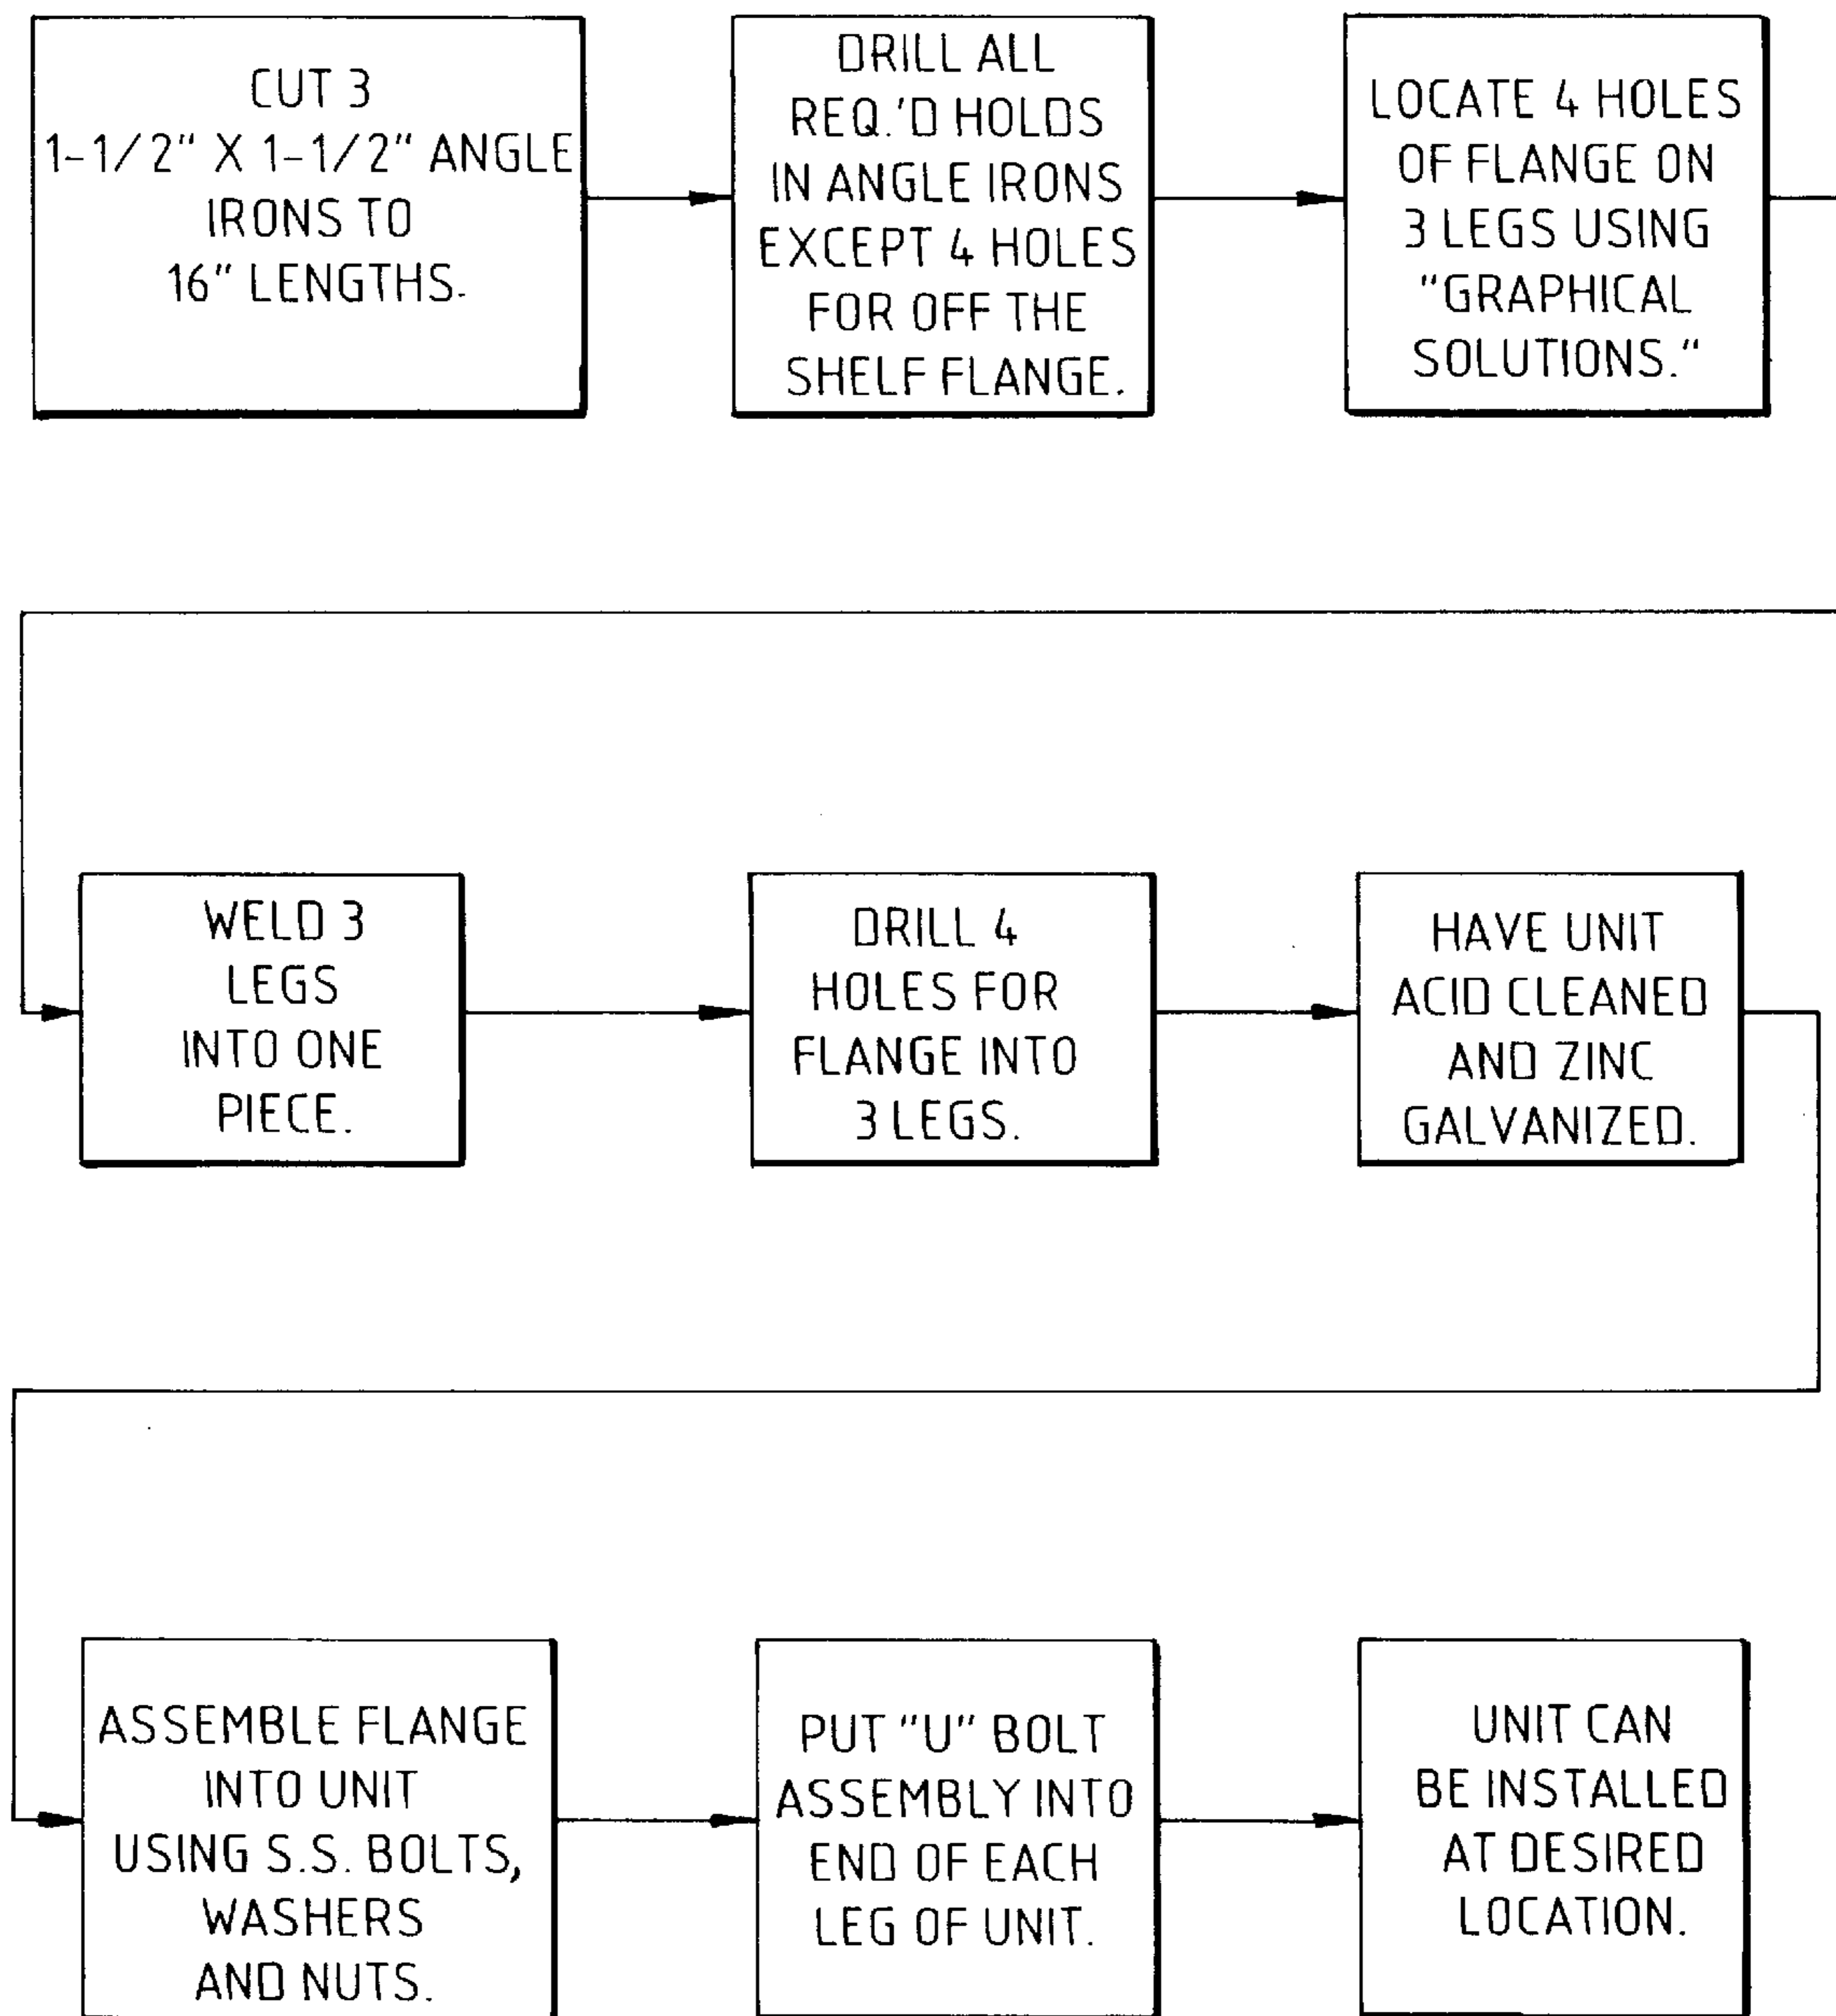 CUT 3
1-1/2" X 1-1/2" ANGLE
IRONS TO
16" LENGTHS.
DRILL ALL
REQ.'D HOLDS
IN ANGLE IRONS
EXCEPT 4 HOLES
FOR OFF THE
SHELF FLANGE.
LOCATE 4 HOLES
OF FLANGE ON
3 LEGS USING
"GRAPHICAL
SOLUTIONS."
WELD 3
LEGS
INTO ONE
PIECE.
DRILL 4
HOLES FOR
FLANGE INTO
3 LEGS.
HAVE UNIT
ACID CLEANED
AND ZINC
GALVANIZED.
ASSEMBLE FLANGE
INTO UNIT
USING S.S. BOLTS,
WASHERS
AND NUTS.
PUT "U" BOLT
ASSEMBLY INTO
END OF EACH
LEG OF UNIT.
UNIT CAN
BE INSTALLED
AT DESIRED
LOCATION.